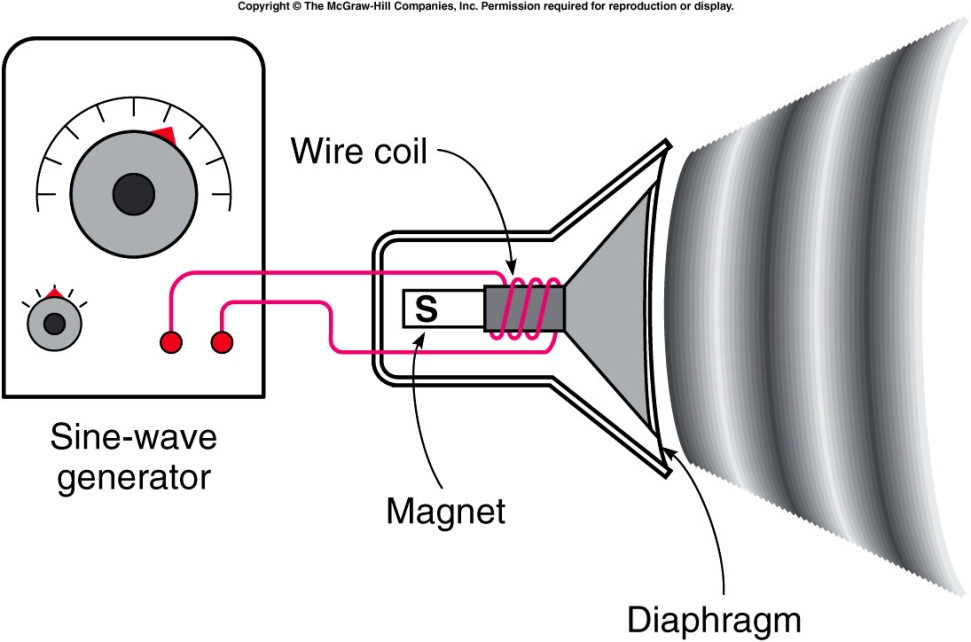 Copyright © The McGraw-Hill Companies, Inc. Permission required for reproduction or display.
Wire coil
S
Sine-wave
generator
Magnet
Diaphragm